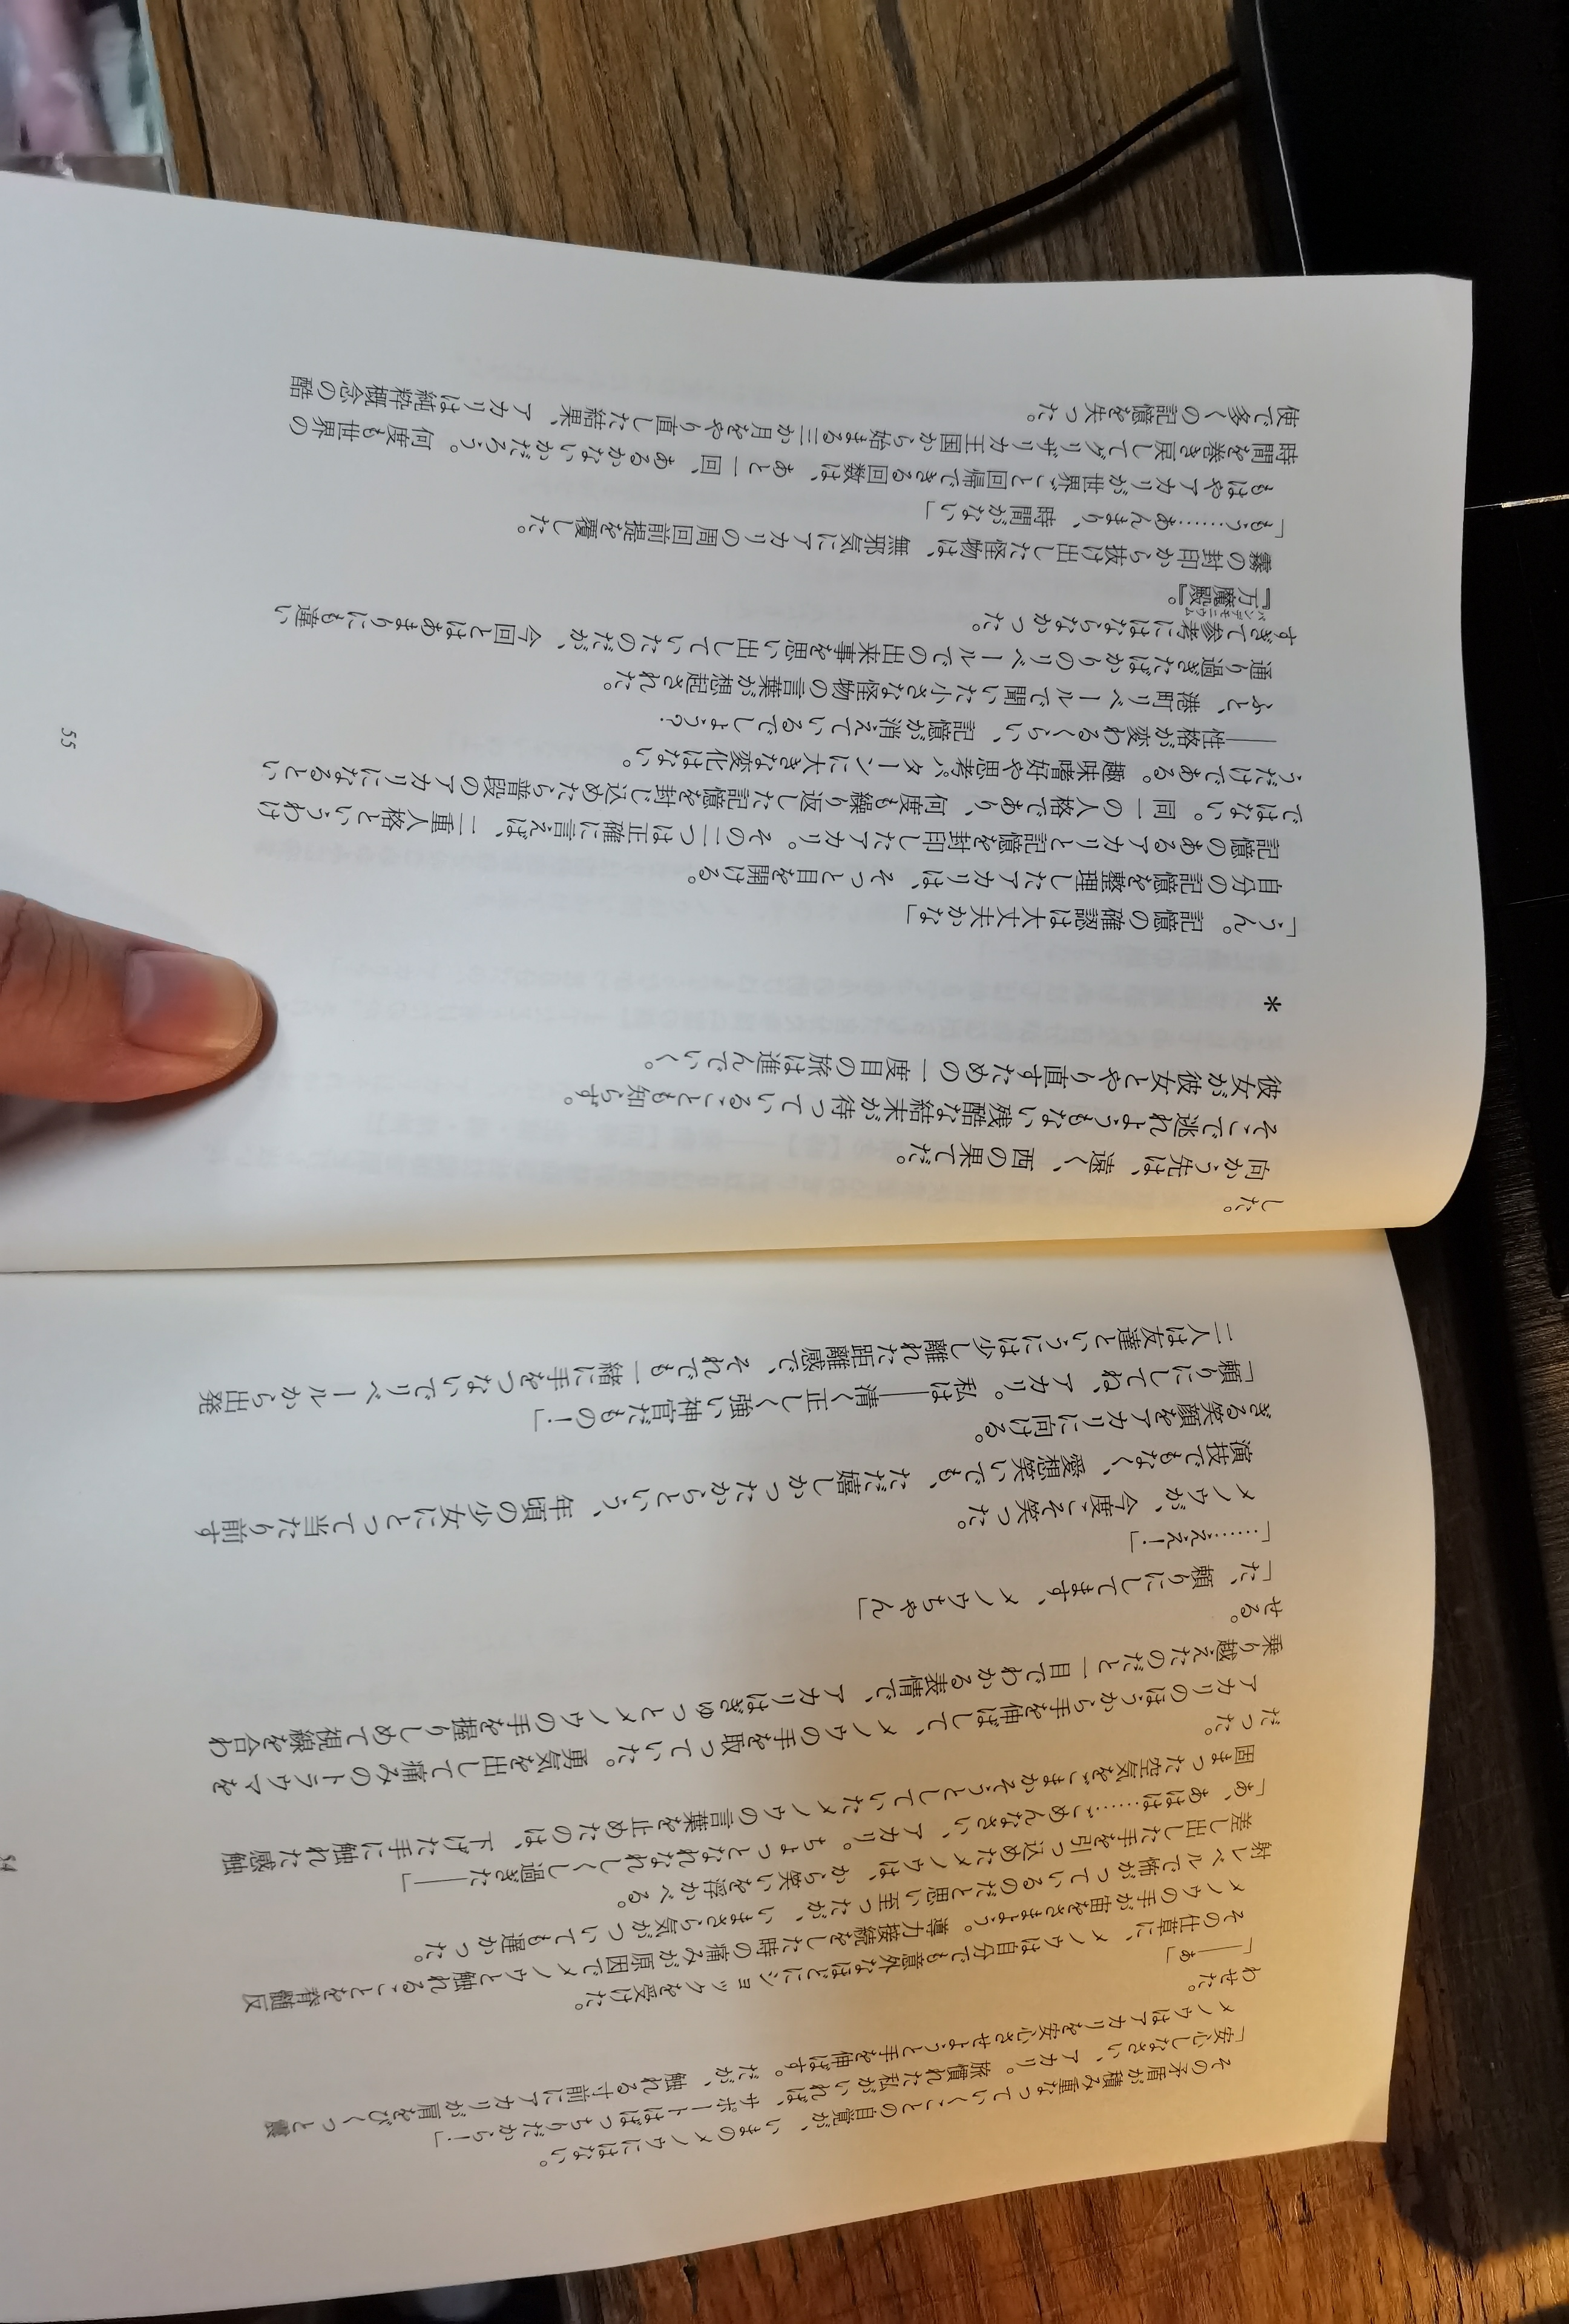 その矛盾が積み重なっていくことの自覚が、いまのメノウにはない。
「安心しなさい、アカリ。旅慣れた私がいれば、サポートはばっちりだから！」
メノウはアカリを安心させようと手を伸ばす。だが、触れる寸前にアカリが肩をびくっと震
わせた。
「――ぁ」
その仕草に、メノウは自分でも意外なほどにショックを受けた。
メノウの手が宙をさまよう。導力接続をした時の痛みが原因でメノウと触れることを脊髄反
射レベルで怖がっているのだと思い至ったが、いまさら気がついても遅かった。
差し出した手を引っ込めたメノウは、から笑いを浮かべる。
「あ、あはは……ごめんなさい、アカリ。ちょっとなれなれしくし過ぎた――」
固まった空気をごまかそうとしていたメノウの言葉を止めたのは、下げた手に触れた感触
だった。
アカリのほうから手を伸ばして、メノウの手を取っていた。勇気を出して痛みのトラウマを
乗り越えたのだと一目でわかる表情で、アカリはぎゅっとメノウの手を握りしめて視線を合わ
せる。
「た、頼りにしてます、メノウちゃん」
「……ええ！」
メノウが、今度こそ笑った。
演技でもなく、愛想笑いでも、ただ嬉しかったからという、年頃の少女にとって当たり前す
ぎる笑顔をアカリに向ける。
「頼りにしてね、アカリ。私は――清く正しく強い神官だもの！」
二人は友達というには少し離れた距離感で、それでも一緒に手をつないでリベールから出発
54
した。
向かう先は、遠く、西の果てだ。
そこで逃れようもない残酷な結末が待っていることも知らず。
彼女が彼女とやり直すための一度目の旅は進んでいく。
＊
「うん。記憶の確認は大丈夫かな」
自分の記憶を整理したアカリは、そっと目を開ける。
記憶のあるアカリと記憶を封印したアカリ。その二つは正確に言えば、二重人格というわけ
ではない。同一の人格であり、何度も繰り返した記憶を封じ込めたら普段のアカリになるとい
うだけである。趣味嗜好や思考パターンに大きな変化はない。
――性格が変わるくらい、記憶が消えているでしょう？
ふと、港町リベールで聞いた小さな怪物の言葉が想起された。
通り過ぎたばかりのリベールでの出来事を思い出していたのだが、今回とはあまりにも違い
すぎて参考にはならなかった。
『万魔殿』。
パンデモニウム
霧の封印から抜け出した怪物は、無邪気にアカリの周回前提を覆した。
「もう……あんまり、時間がない」
もはやアカリが世界ごと回帰できる回数は、あと一回、あるかないかだろう。何度も世界の
時間を巻き戻してグリザリカ王国から始まる三か月をやり直した結果、アカリは純粋概念の酷
使で多くの記憶を失った。
55